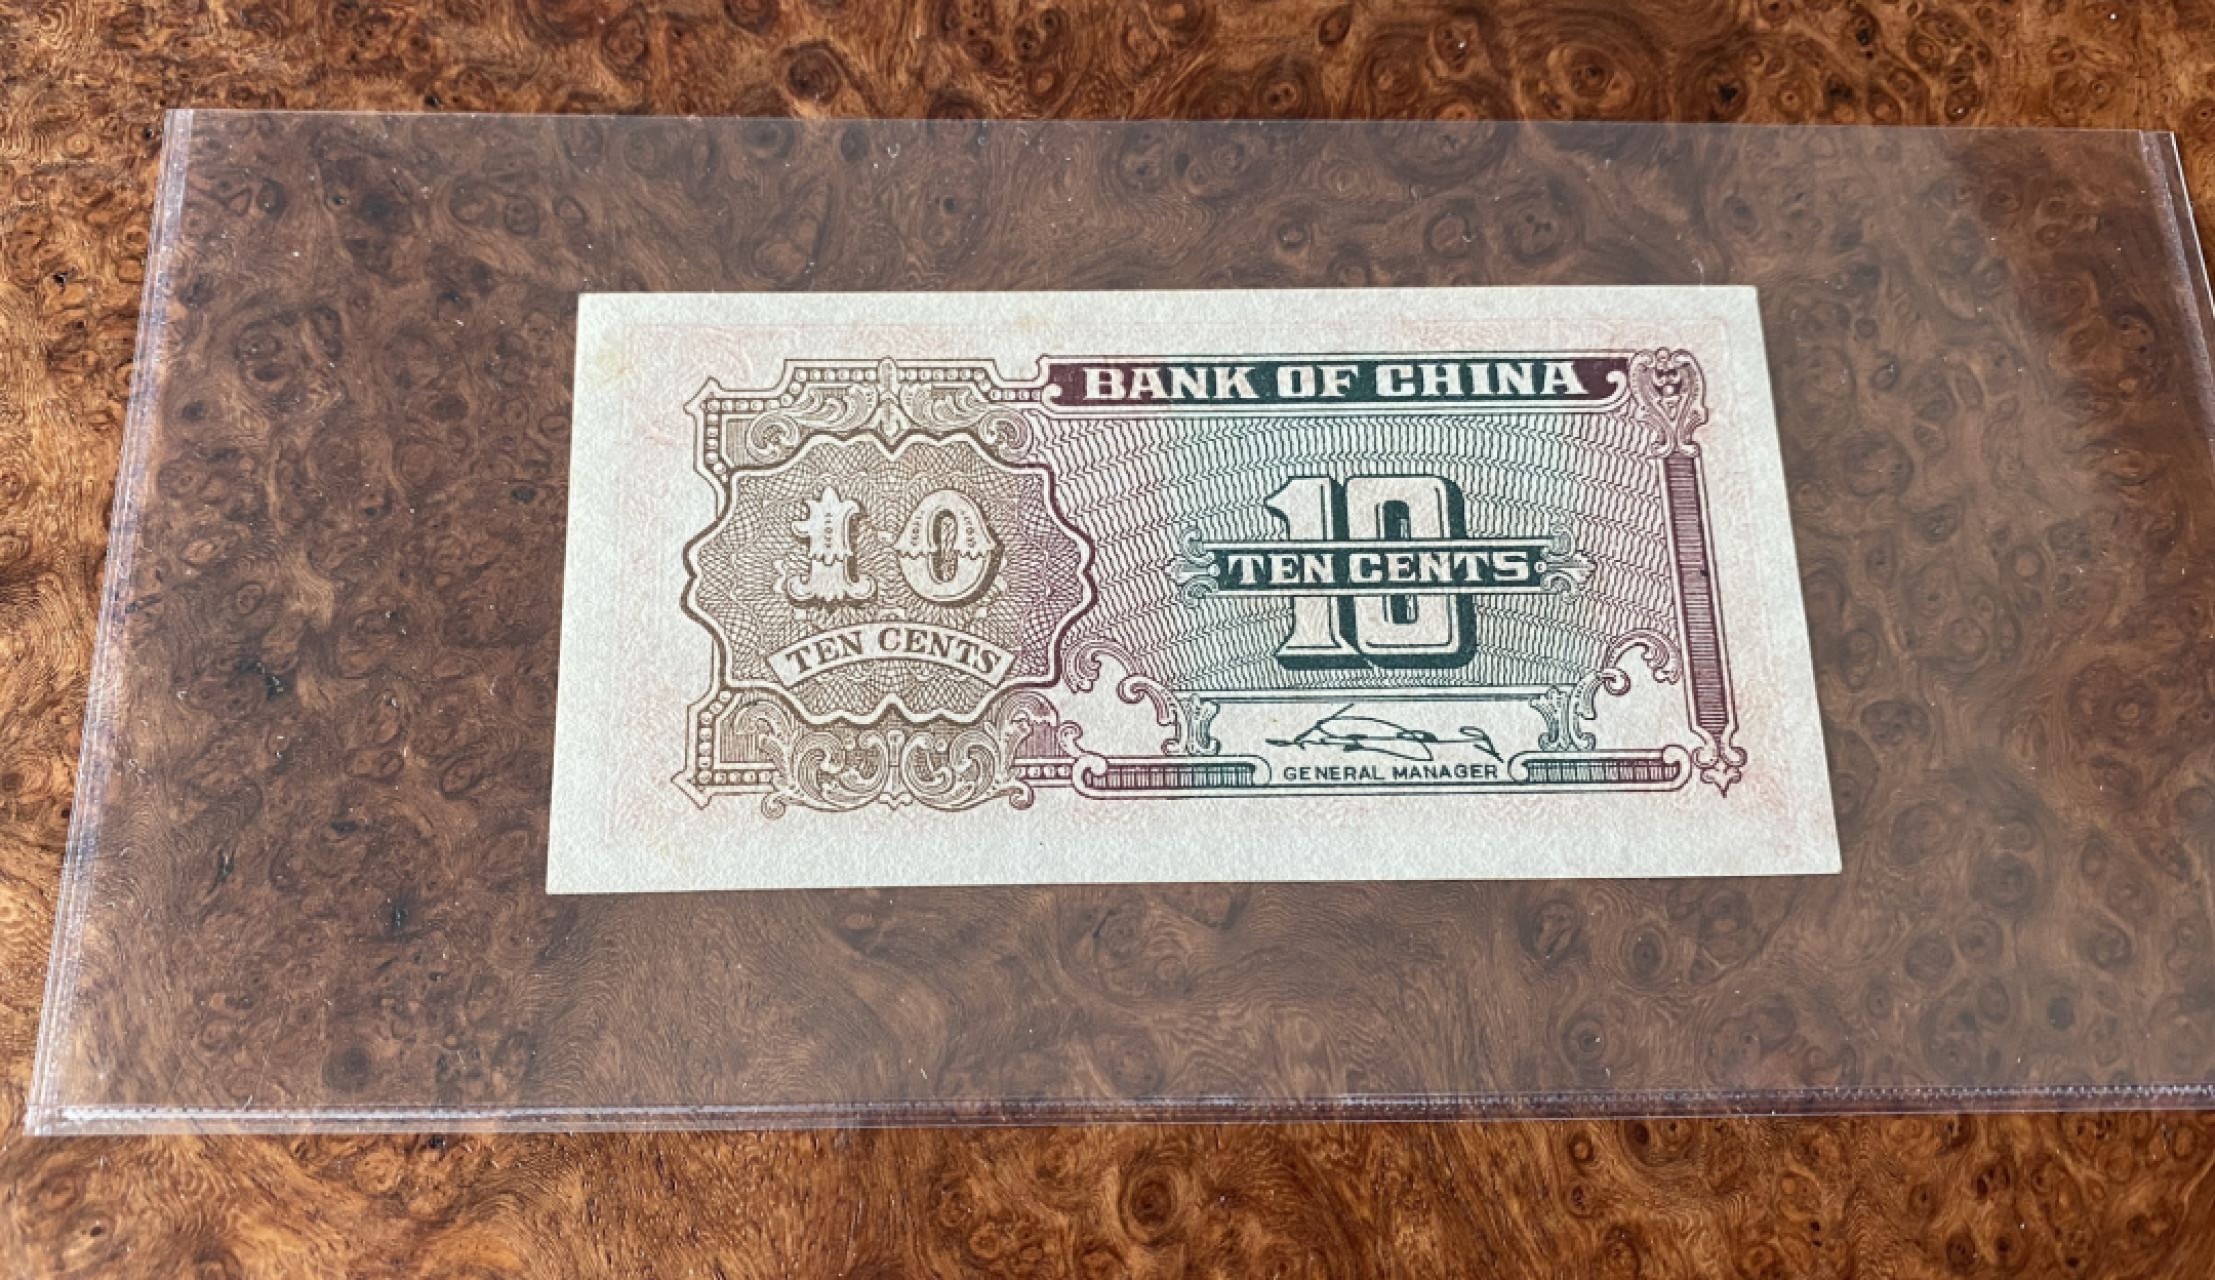 BANK OF CHINA
10
TEN CENTS
10
TEN CENTS
GENERAL MANAGER